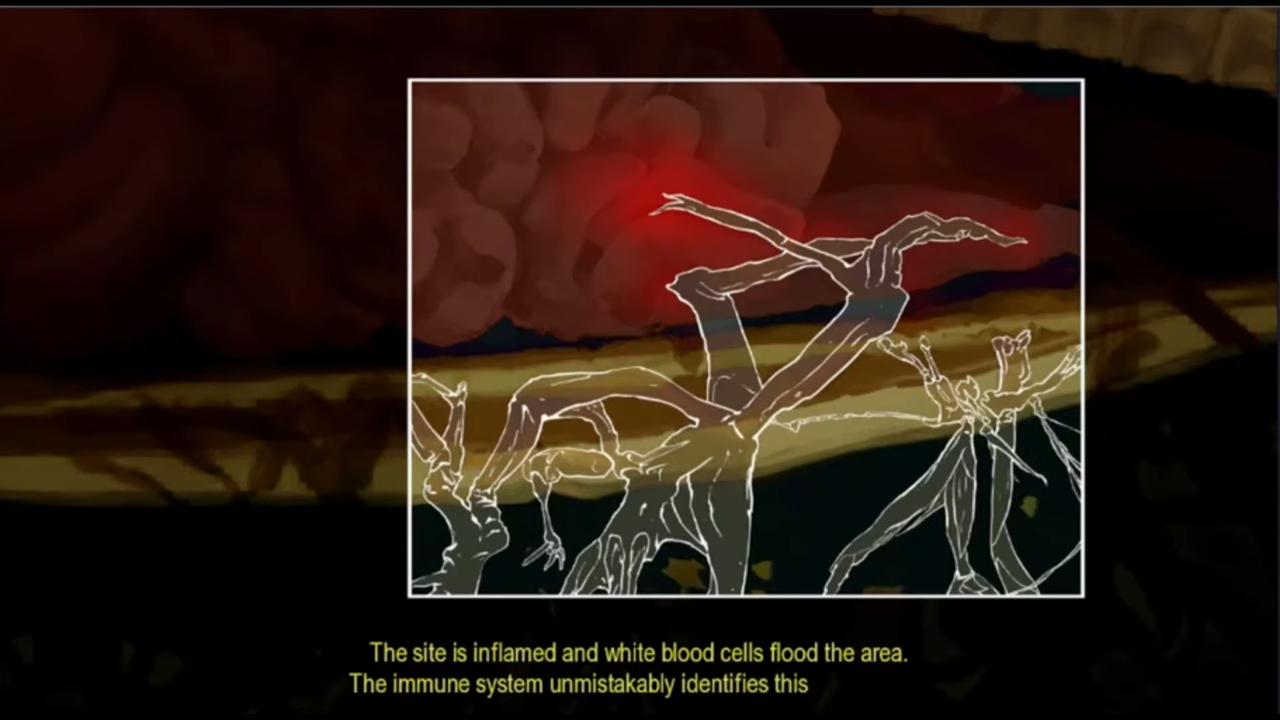 The site is inflamed and white blood cells flood the area.
The immune system unmistakably identifies this